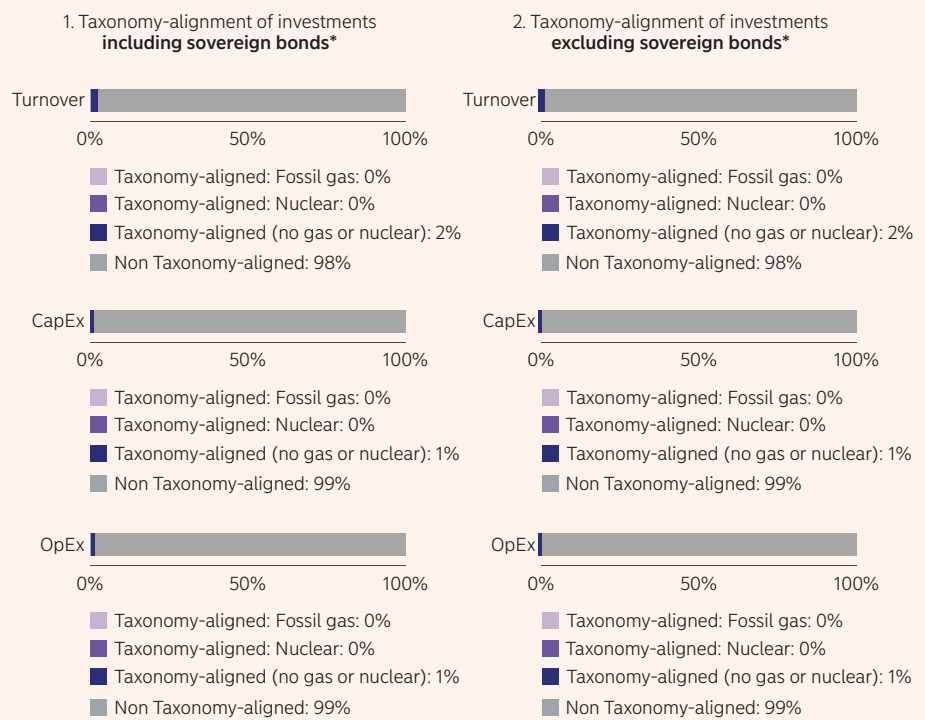 1. Taxonomy-alignment of investments
including sovereign bonds*
Turnover
0% 50% 100%
Taxonomy-aligned: Fossil gas: 0%
Taxonomy-aligned: Nuclear: 0%
Taxonomy-aligned (no gas or nuclear): 2%
Non Taxonomy-aligned: 98%
CapEx
0% 50% 100%
Taxonomy-aligned: Fossil gas: 0%
Taxonomy-aligned: Nuclear: 0%
Taxonomy-aligned (no gas or nuclear): 1%
Non Taxonomy-aligned: 99%
OpEx
0% 50% 100%
Taxonomy-aligned: Fossil gas: 0%
Taxonomy-aligned: Nuclear: 0%
Taxonomy-aligned (no gas or nuclear): 1%
Non Taxonomy-aligned: 99%
2. Taxonomy-alignment of investments
excluding sovereign bonds*
Turnover
0% 50% 100%
Taxonomy-aligned: Fossil gas: 0%
Taxonomy-aligned: Nuclear: 0%
Taxonomy-aligned (no gas or nuclear): 2%
Non Taxonomy-aligned: 98%
CapEx
0% 50% 100%
Taxonomy-aligned: Fossil gas: 0%
Taxonomy-aligned: Nuclear: 0%
Taxonomy-aligned (no gas or nuclear): 1%
Non Taxonomy-aligned: 99%
OpEx
0% 50% 100%
Taxonomy-aligned: Fossil gas: 0%
Taxonomy-aligned: Nuclear: 0%
Taxonomy-aligned (no gas or nuclear): 1%
Non Taxonomy-aligned: 99%